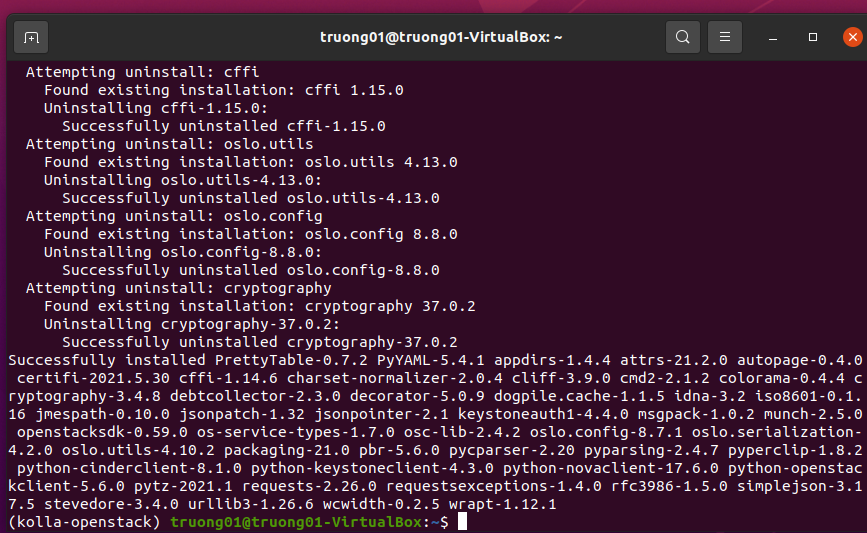 truong01@truong01-VirtualBox: ~
Attempting uninstall: cffi
Found existing installation: cffi 1.15.0
Uninstalling cffi-1.15.0:
Successfully uninstalled cffi-1.15.0
Attempting uninstall: oslo.utils
Found existing installation: oslo.utils 4.13.0
Uninstalling oslo.utils-4.13.0:
Successfully uninstalled oslo.utils-4.13.0
Attempting uninstall: oslo.config
Found existing installation: oslo.config 8.8.0
Uninstalling oslo.config-8.8.0:
Successfully uninstalled oslo.config-8.8.0
Attempting uninstall: cryptography
Found existing installation: cryptography 37.0.2
Uninstalling cryptography-37.0.2:
Successfully uninstalled cryptography-37.0.2
Successfully installed PrettyTable-0.7.2 PyYAML-5.4.1 appdirs-1.4.4 attrs-21.2.0 autopage-0.4.0
certifi-2021.5.30 cffi-1.14.6 charset-normalizer-2.0.4 cliff-3.9.0 cmd2-2.1.2 colorama-0.4.4 c
ryptography-3.4.8 debtcollector-2.3.0 decorator-5.0.9 dogpile.cache-1.1.5 idna-3.2 iso8601-0.1.
16 jmespath-0.10.0 jsonpatch-1.32 jsonpointer-2.1 keystoneauth1-4.4.0 msgpack-1.0.2 munch-2.5.0
openstacksdk-0.59.0 os-service-types-1.7.0 osc-lib-2.4.2 oslo.config-8.7.1 oslo.serialization-
4.2.0 oslo.utils-4.10.2 packaging-21.0 pbr-5.6.0 pycparser-2.20 pyparsing-2.4.7 pyperclip-1.8.2
python-cinderclient-8.1.0 python-keystoneclient-4.3.0 python-novaclient-17.6.0 python-openstac
kclient-5.6.0 pytz-2021.1 requests-2.26.0 requestsexceptions-1.4.0 rfc3986-1.5.0 simplejson-3.1
7.5 stevedore-3.4.0 urllib3-1.26.6 wcwidth-0.2.5 wrapt-1.12.1
(kolla-openstack) truong01@truong01-VirtualBox:~$